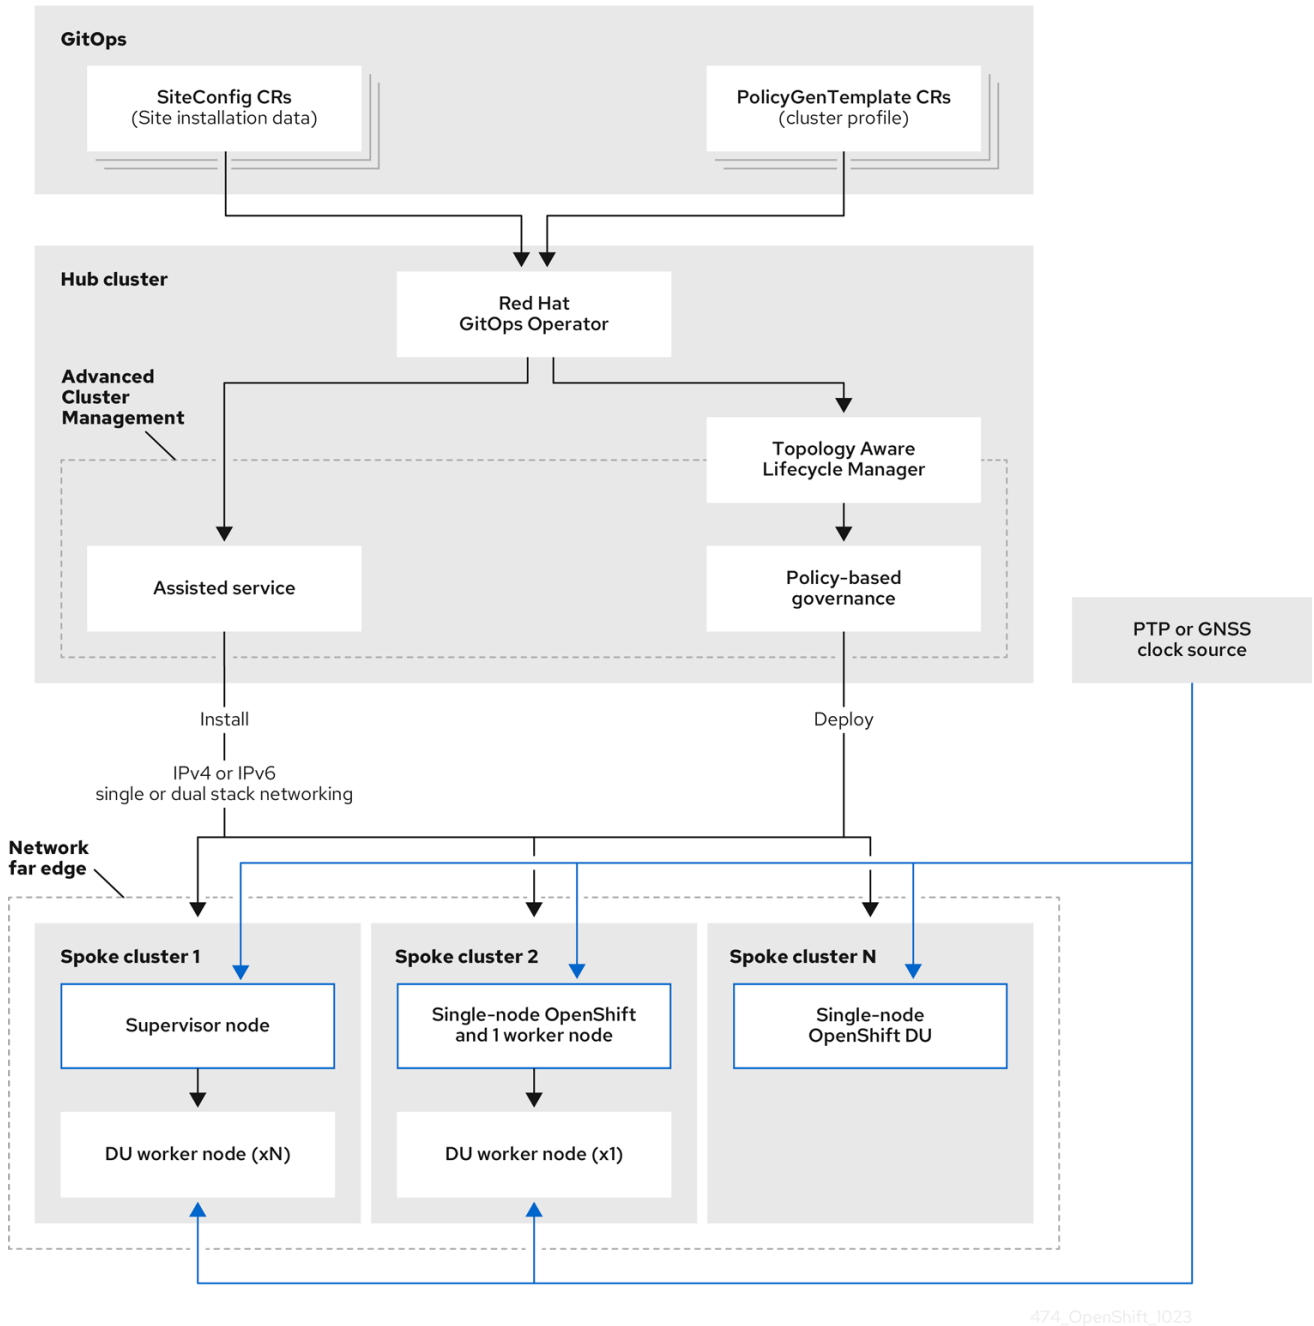 GitOps
SiteConfig CRs
(Site installation data)
PolicyGenTemplate CRs
(cluster profile)
Hub cluster
Red Hat
GitOps Operator
Advanced
Cluster
Management
Topology Aware
Lifecycle Manager
Assisted service
Policy-based
governance
PTP or GNSS
clock source
Install
Deploy
IPv4 or IPv6
single or dual stack networking
Network
far edge
Spoke cluster 1
Supervisor node
DU worker node (xN)
Spoke cluster 2
Single-node OpenShift
and 1 worker node
DU worker node (x1)
Spoke cluster N
Single-node
OpenShift DU
474_OpenShift_1023